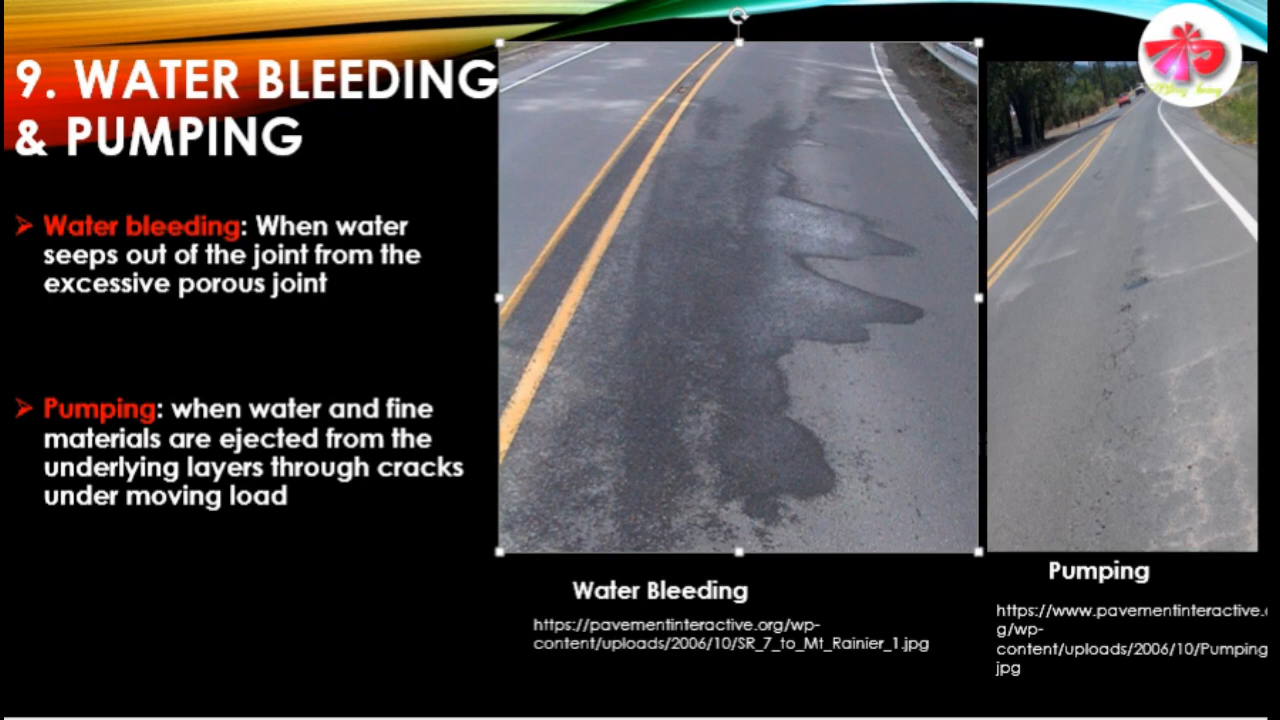 9. WATER BLEEDING
& PUMPING
Water bleeding: When water
seeps out of the joint from the
excessive porous joint
Pumping: when water and fine
materials are ejected from the
underlying layers through cracks
under moving load
Water Bleeding
https://pavementinteractive.org/wp-
content/uploads/2006/10/SR_7_to_Mt_Rainier_1.jpg
Pumping
https://www.pavementinteractive.
g/wp-
content/uploads/2006/10/Pumping
jpg